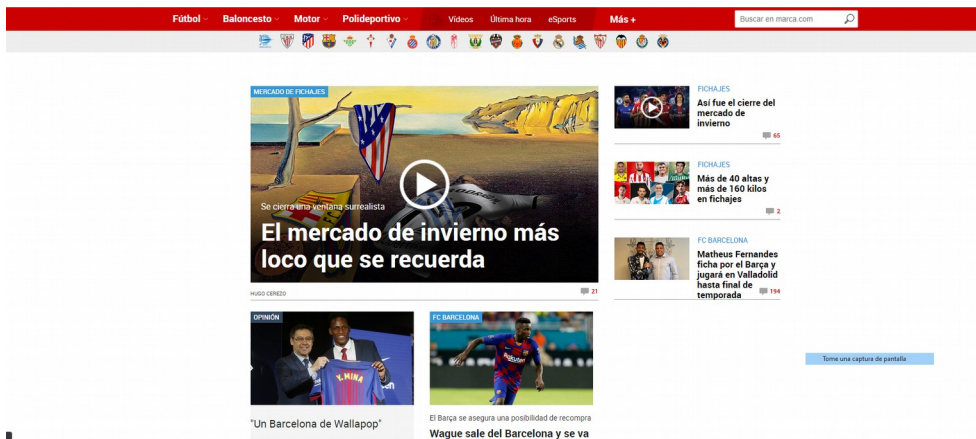 Fútbol Baloncesto Motor Polideportivo Vídeos Última hora eSports Más + Buscar en marca.com
MERCADO DE FICHAJES
Se cierra una ventana surrealista
El mercado de invierno más
loco que se recuerda
HUGO CEREZO 21
FICHAJES
Así fue el cierre del
mercado de
invierno
65
FICHAJES
Más de 40 altas y
más de 160 kilos
en fichajes
2
FC BARCELONA
Matheus Fernandes
ficha por el Barça y
jugará en Valladolid
hasta final de
temporada 194
OPINIÓN
Y.MINA
"Un Barcelona de Wallapop"
FC BARCELONA
Rakuten
El Barça se asegura una posibilidad de recompra
Wague sale del Barcelona y se va
Tome una captura de pantalla